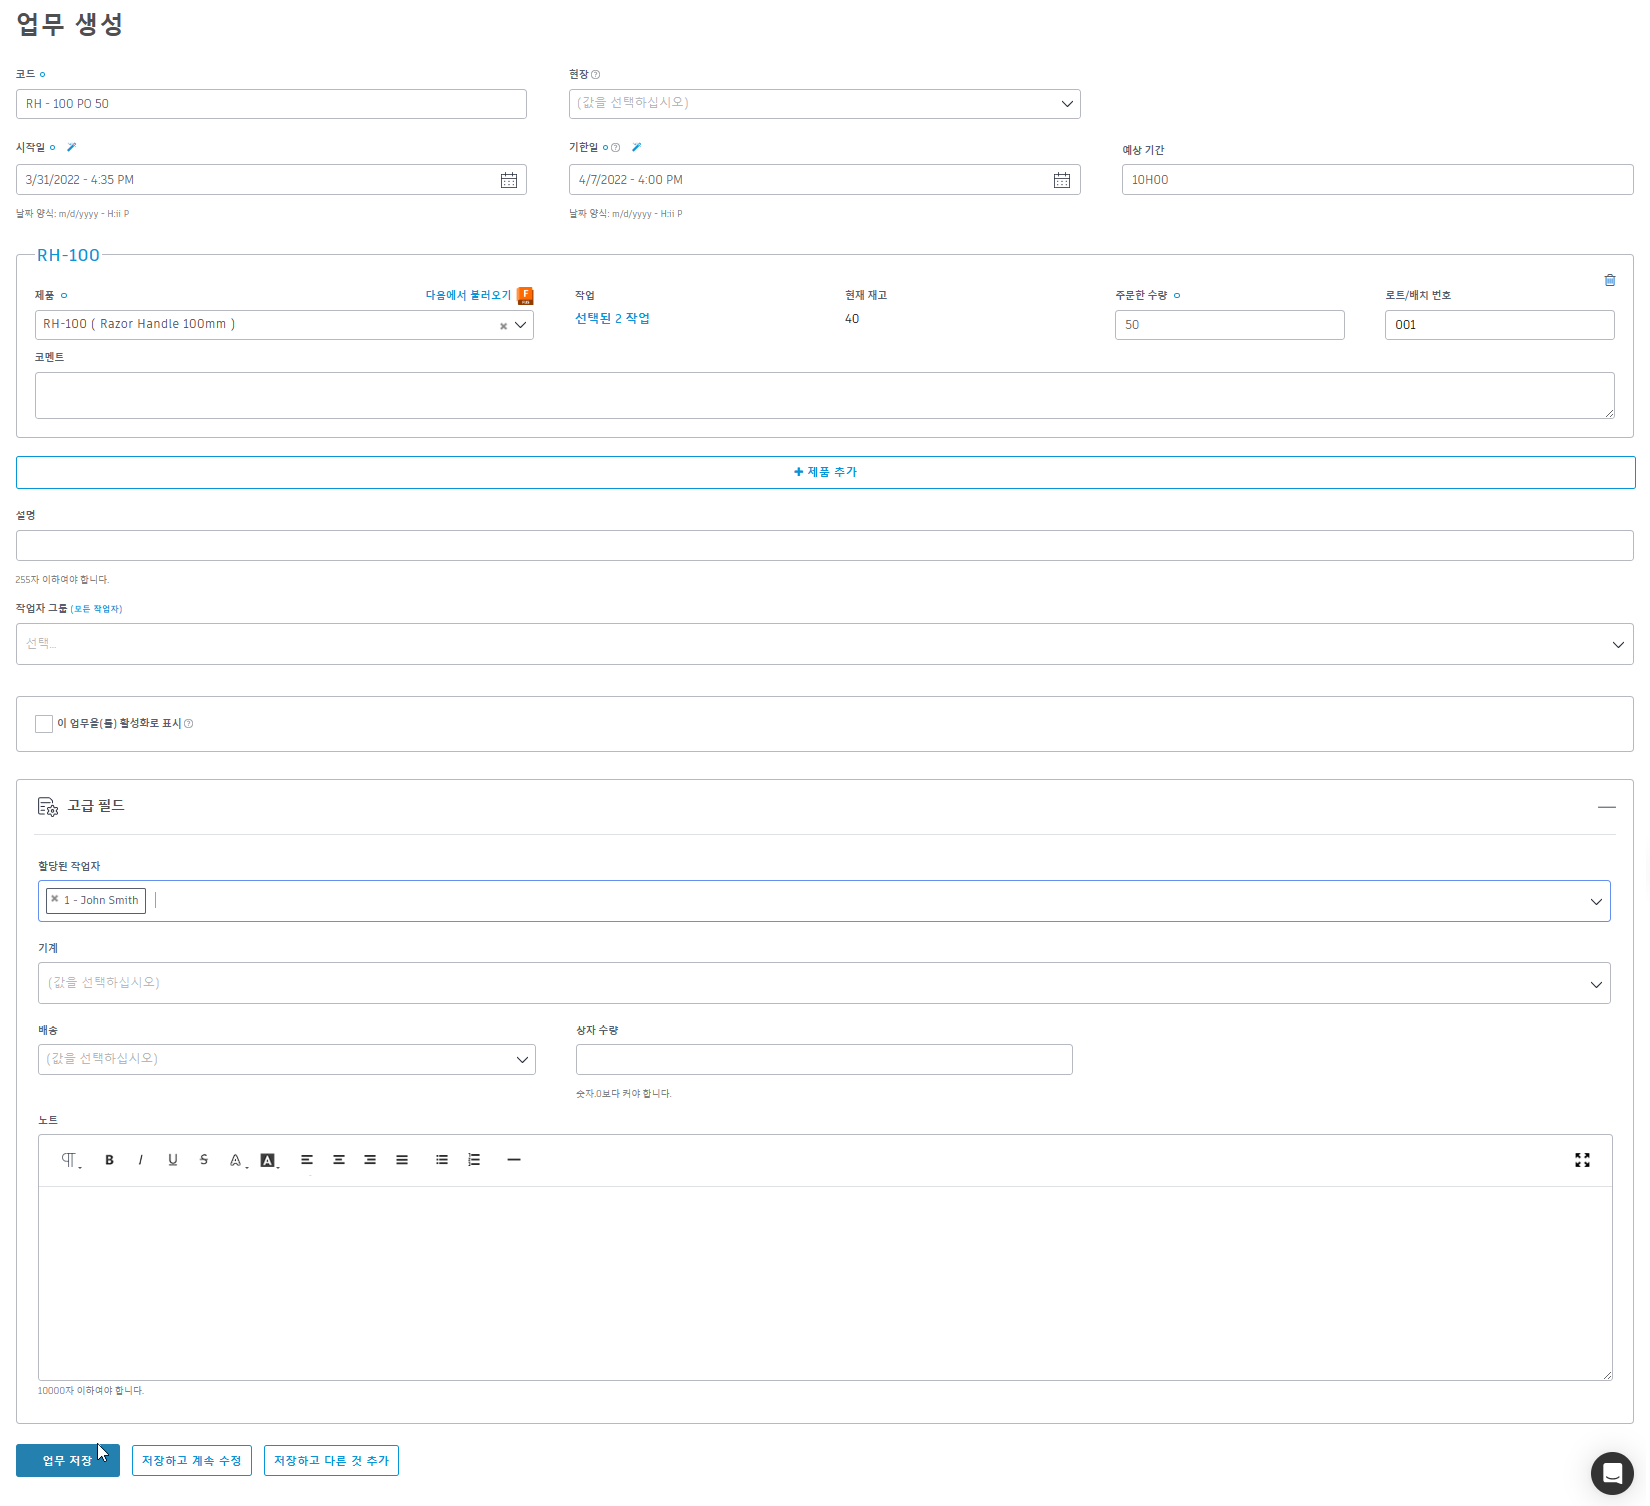 업무 생성
코드
현장
RH - 100 PO 50
(값을 선택하십시오)
시작일
기한일
예상 기간
3/31/2022 - 4:35 PM
4/7/2022 - 4:00 PM
10H00
날짜 양식: m/d/yyyy - H:ii P
날짜 양식: m/d/yyyy - H:ii P
RH-100
제품
다음에서 불러오기
작업
현재 재고
주문한 수량
로트/배치 번호
RH-100 ( Razor Handle 100mm )
선택된 2 작업
40
50
001
코멘트
+ 제품 추가
설명
255자 이하여야 합니다.
작업자 그룹 (모든 작업자)
선택...
이 업무을(를) 활성화로 표시
고급 필드
할당된 작업자
1 - John Smith
기계
(값을 선택하십시오)
배송
상자 수량
(값을 선택하십시오)
숫자.0보다 커야 합니다.
노트
10000자 이하여야 합니다.
업무 저장
저장하고 계속 수정
저장하고 다른 것 추가